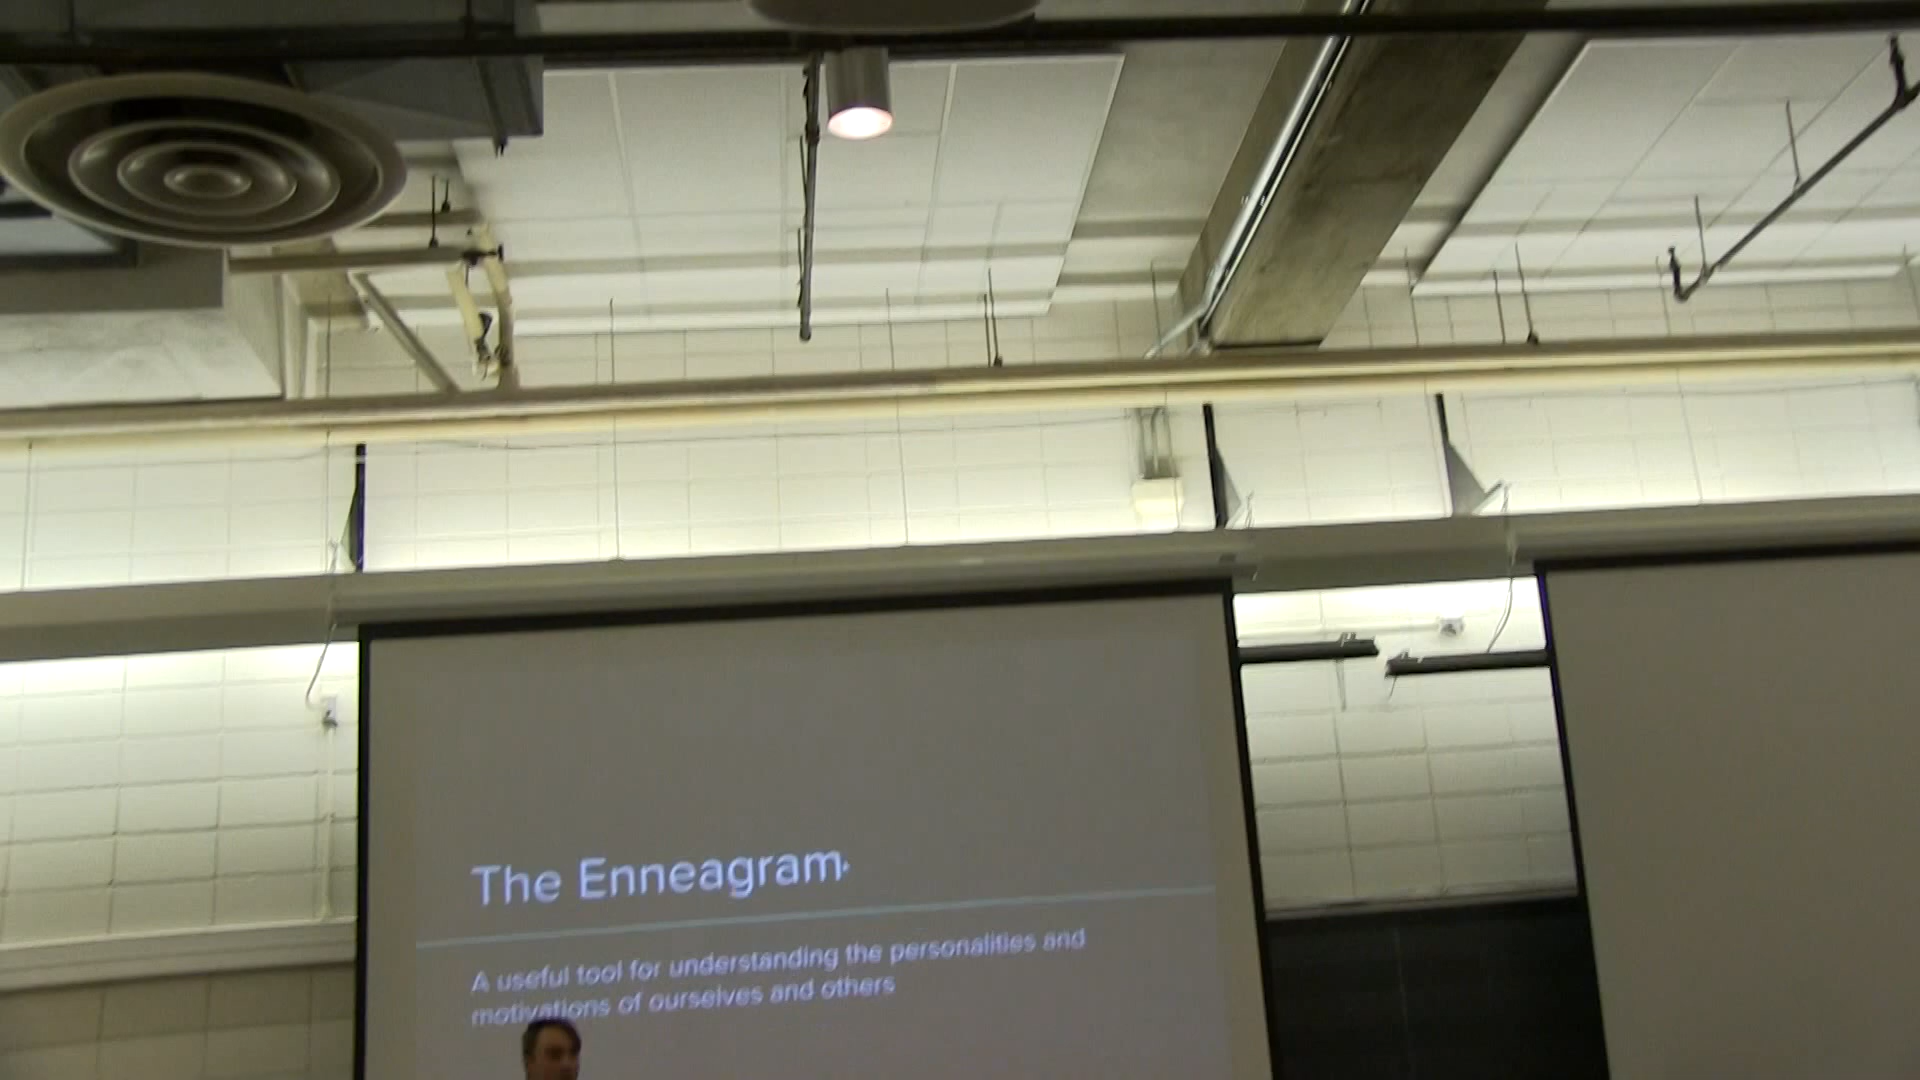 The Enneagram
A useful tool for understanding the personalities and
motivations of ourselves and others